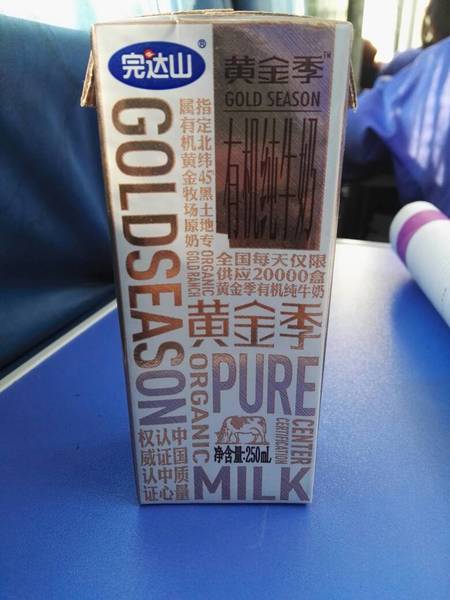 完达山®
黄金季™
GOLD SEASON
有机纯牛奶
GOLDSEASON
指定北纬45°黑土地专
属有机黄金牧场原奶
ORGANIC
GOLD RANCH
全国每天仅限
供应20000盒
黄金季有机纯牛奶
黄金季
ORGANIC
PURE
CENTER
CERTIFICATION
净含量:250mL
MILK
中国质量
认证中心
权威认证